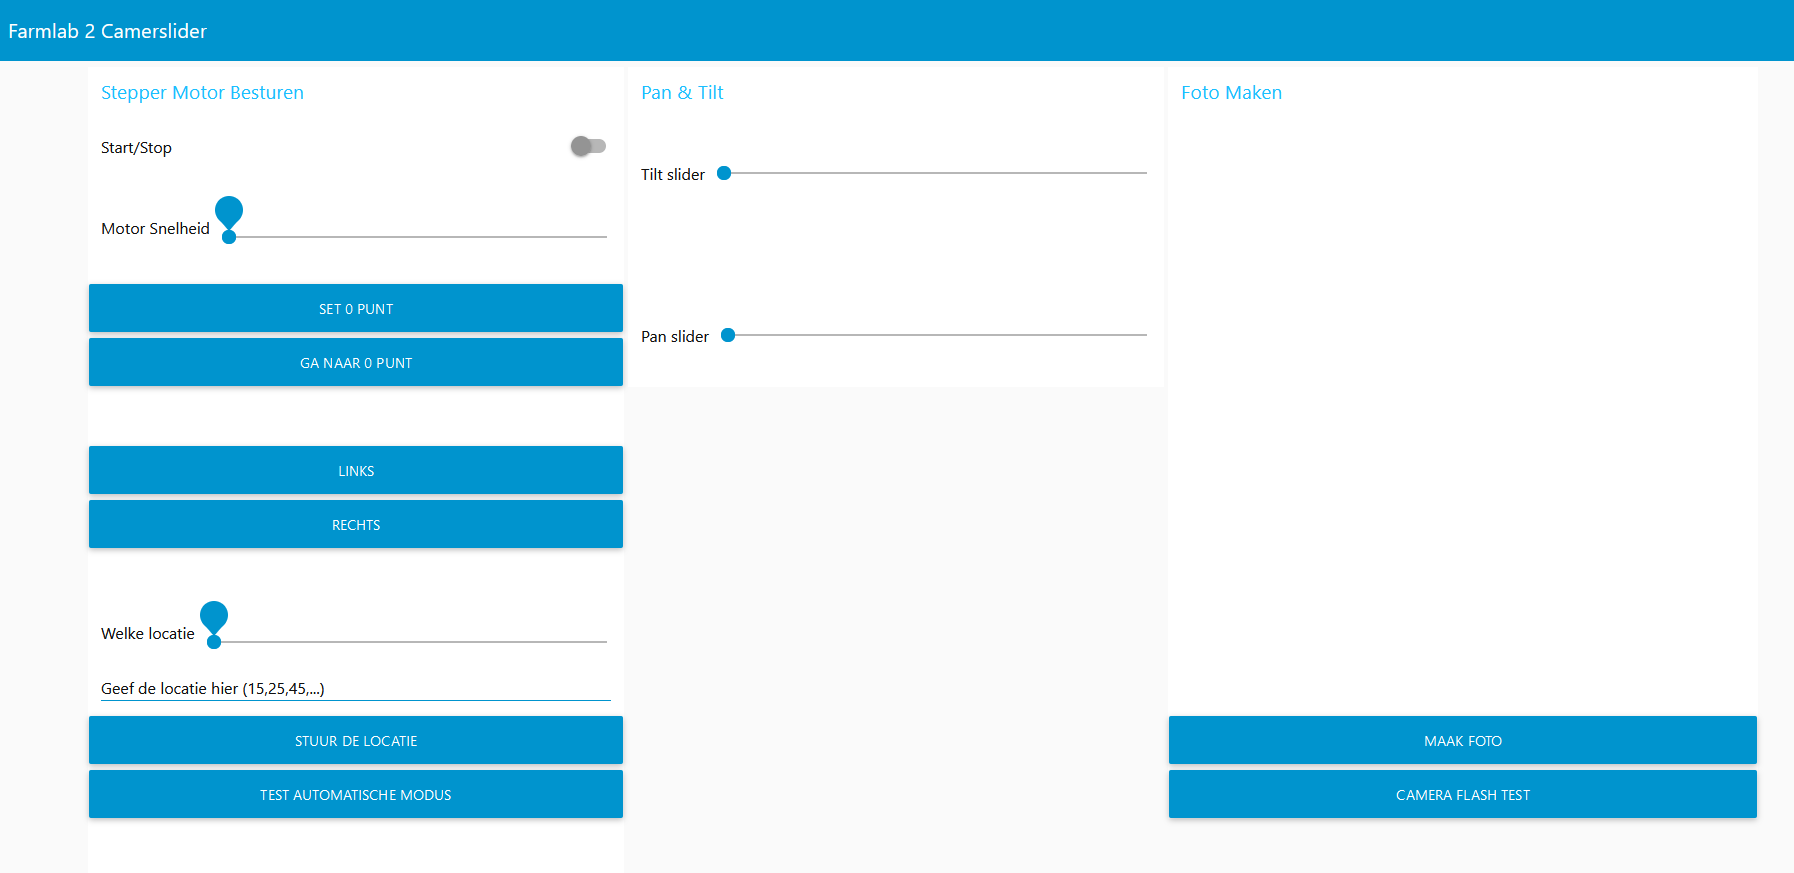 Farmlab 2 Camerslider
Stepper Motor Besturen
Start/Stop
Motor Snelheid
SET 0 PUNT
GA NAAR 0 PUNT
LINKS
RECHTS
Welke locatie
Geef de locatie hier (15,25,45,...)
STUUR DE LOCATIE
TEST AUTOMATISCHE MODUS
Pan & Tilt
Tilt slider
Pan slider
Foto Maken
MAAK FOTO
CAMERA FLASH TEST